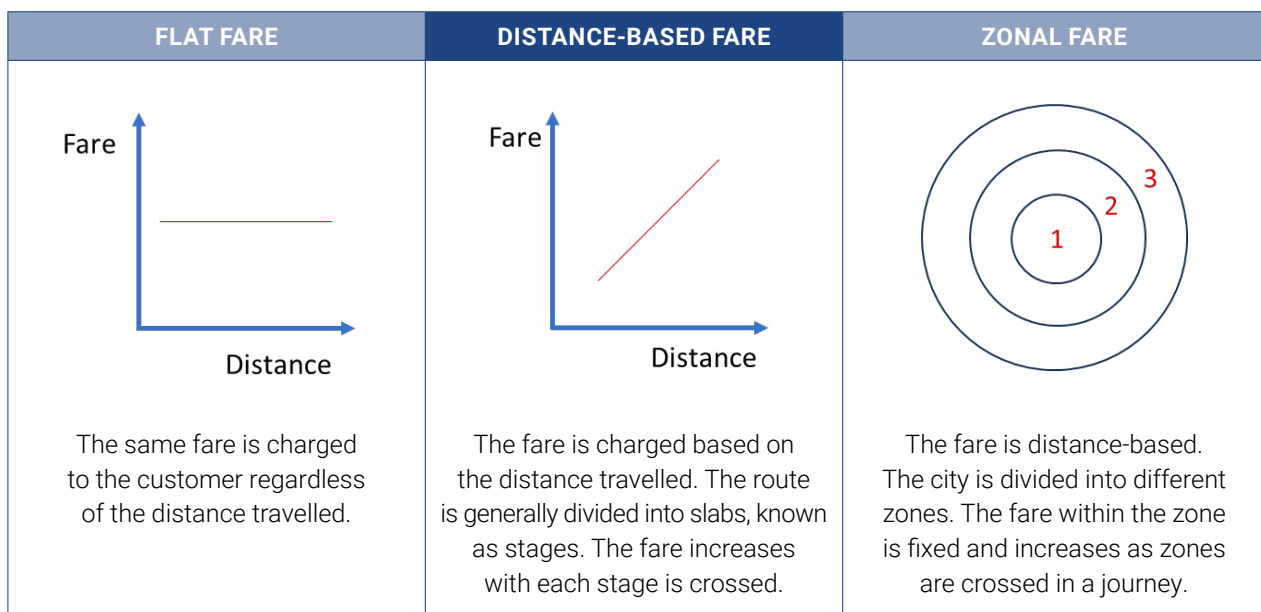 FLAT FARE
Fare
Distance
The same fare is charged
to the customer regardless
of the distance travelled.
DISTANCE-BASED FARE
Fare
Distance
The fare is charged based on
the distance travelled. The route
is generally divided into slabs, known
as stages. The fare increases
with each stage is crossed.
ZONAL FARE
3
2
1
The fare is distance-based.
The city is divided into different
zones. The fare within the zone
is fixed and increases as zones
are crossed in a journey.